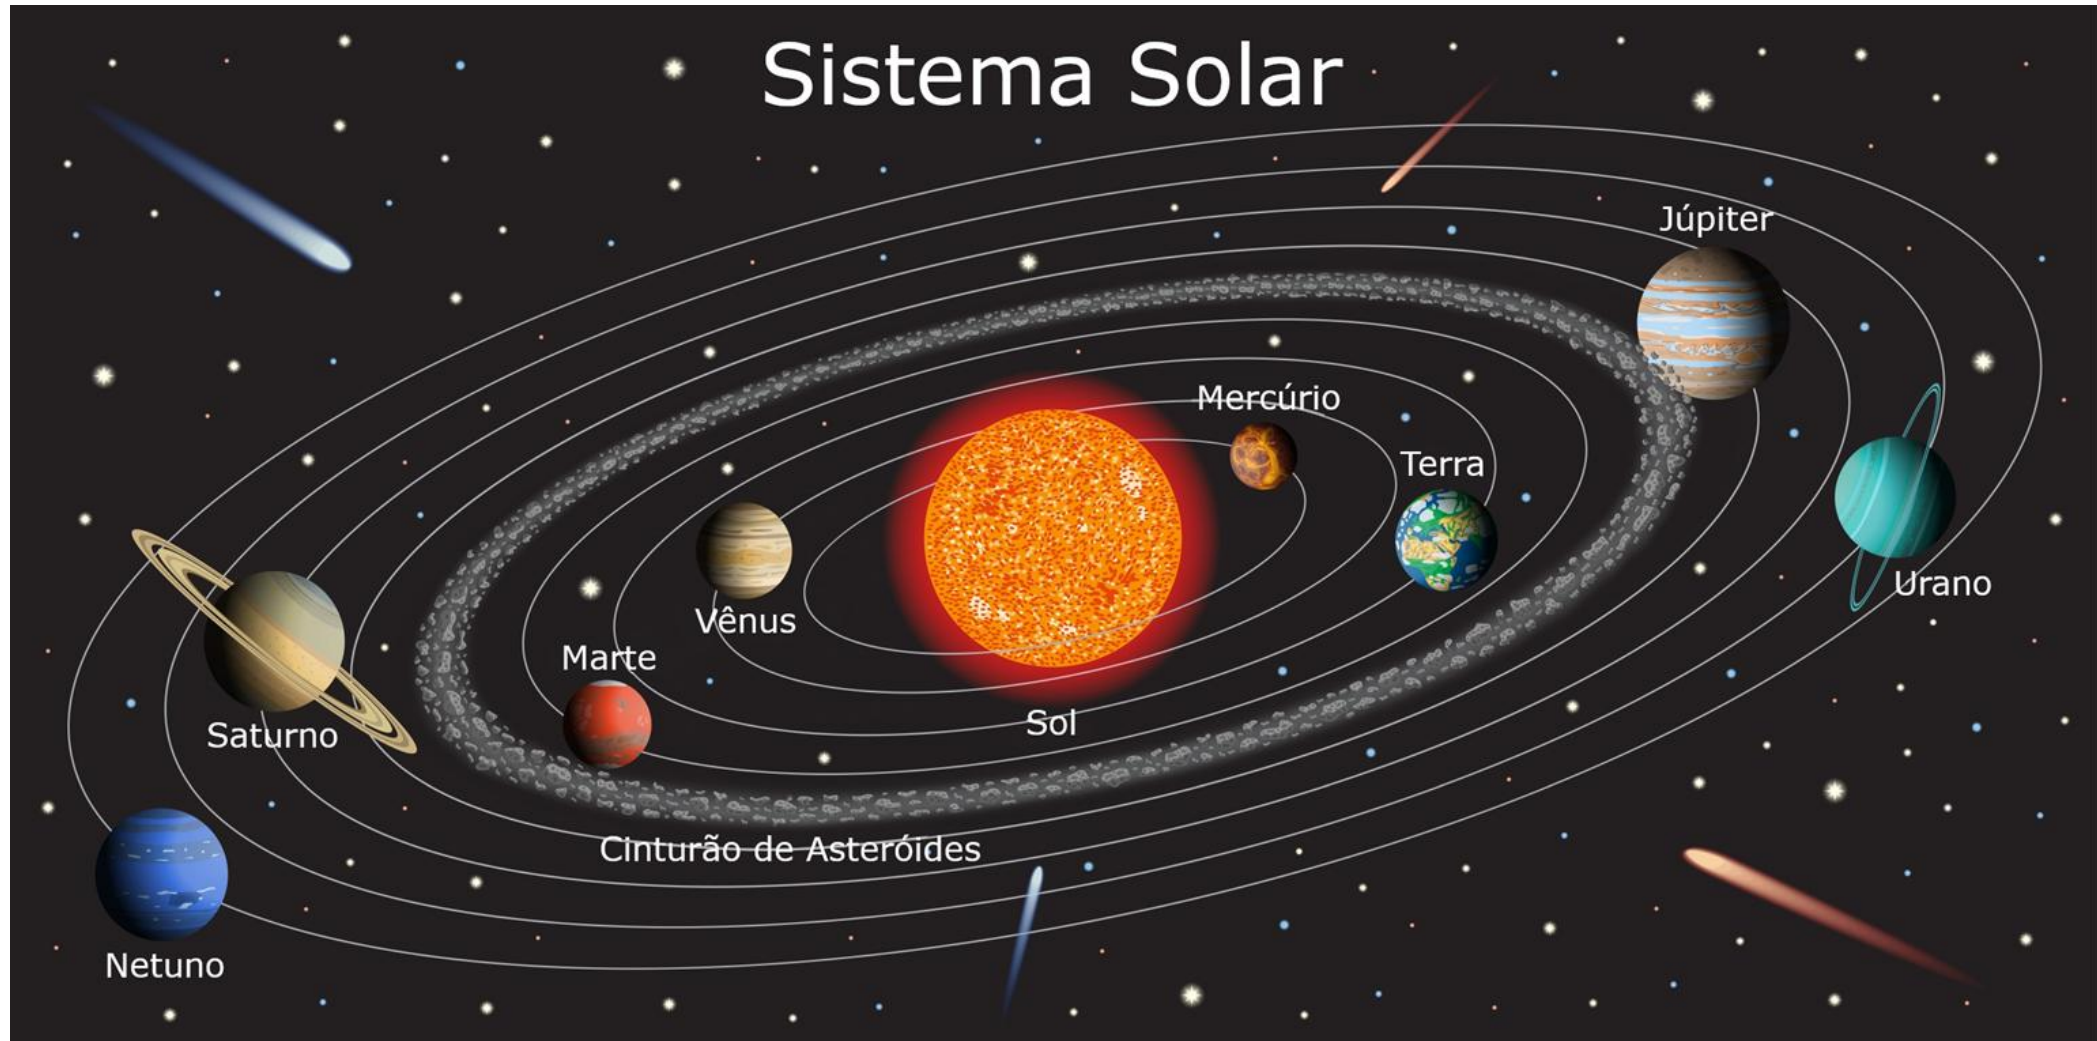 Sistema Solar
Júpiter
Mercúrio
Terra
Urano
Vênus
Marte
Sol
Saturno
Cinturão de Asteróides
Netuno